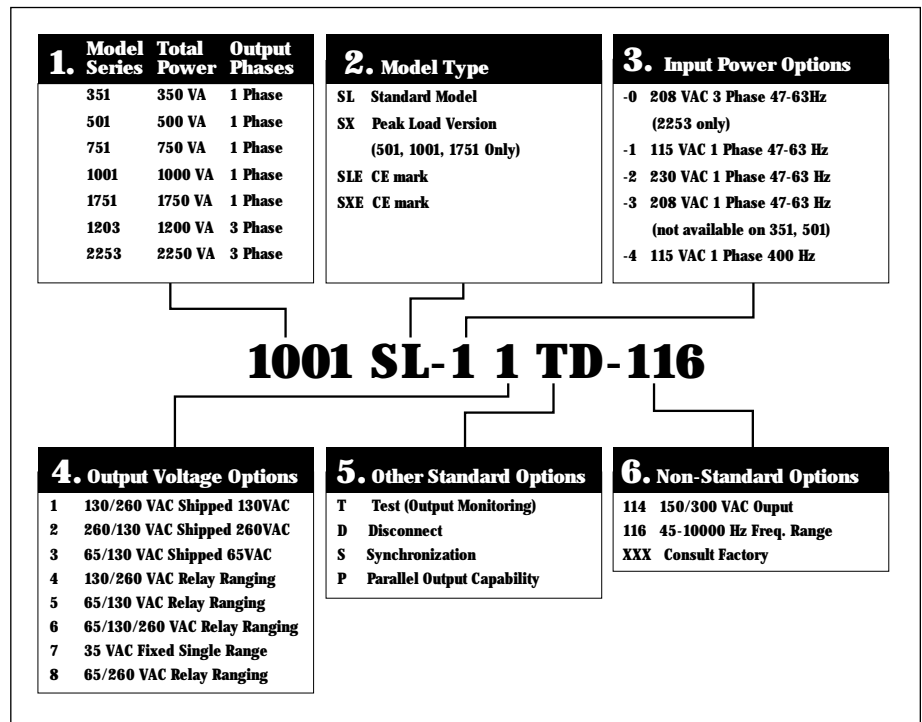 1. Model Series Total Power Output Phases
351 350 VA 1 Phase
501 500 VA 1 Phase
751 750 VA 1 Phase
1001 1000 VA 1 Phase
1751 1750 VA 1 Phase
1203 1200 VA 3 Phase
2253 2250 VA 3 Phase
2. Model Type
SL Standard Model
SX Peak Load Version
(501, 1001, 1751 Only)
SLE CE mark
SXE CE mark
3. Input Power Options
-0 208 VAC 3 Phase 47-63Hz
(2253 only)
-1 115 VAC 1 Phase 47-63 Hz
-2 230 VAC 1 Phase 47-63 Hz
-3 208 VAC 1 Phase 47-63 Hz
(not available on 351, 501)
-4 115 VAC 1 Phase 400 Hz
1001 SL-1 1 TD-116
4. Output Voltage Options
1 130/260 VAC Shipped 130VAC
2 260/130 VAC Shipped 260VAC
3 65/130 VAC Shipped 65VAC
4 130/260 VAC Relay Ranging
5 65/130 VAC Relay Ranging
6 65/130/260 VAC Relay Ranging
7 35 VAC Fixed Single Range
8 65/260 VAC Relay Ranging
5. Other Standard Options
T Test (Output Monitoring)
D Disconnect
S Synchronization
P Parallel Output Capability
6. Non-Standard Options
114 150/300 VAC Ouput
116 45-10000 Hz Freq. Range
XXX Consult Factory